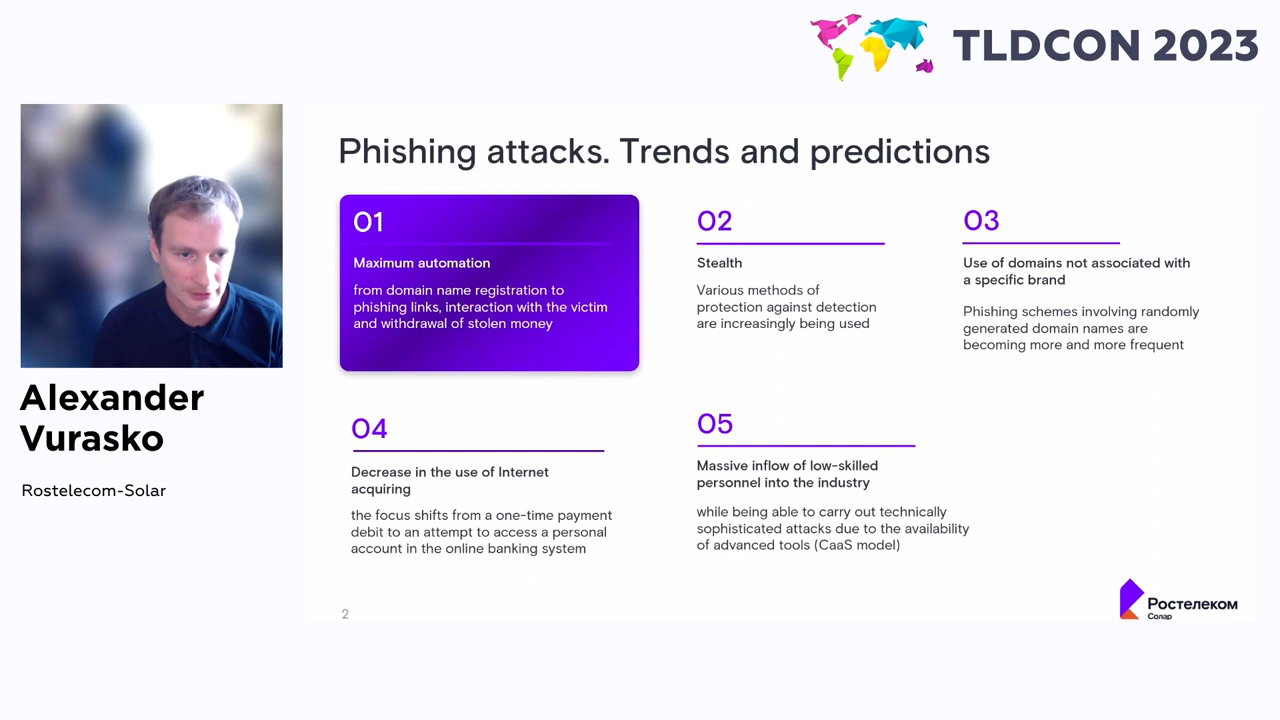 TLDCON 2023
Alexander
Vurasko
Rostelecom-Solar
Phishing attacks. Trends and predictions
01
Maximum automation
from domain name registration to
phishing links, interaction with the victim
and withdrawal of stolen money
02
Stealth
Various methods of
protection against detection
are increasingly being used
03
Use of domains not associated with
a specific brand
Phishing schemes involving randomly
generated domain names are
becoming more and more frequent
04
Decrease in the use of Internet
acquiring
the focus shifts from a one-time payment
debit to an attempt to access a personal
account in the online banking system
05
Massive inflow of low-skilled
personnel into the industry
while being able to carry out technically
sophisticated attacks due to the availability
of advanced tools (CaaS model)
2
Ростелеком
Солар